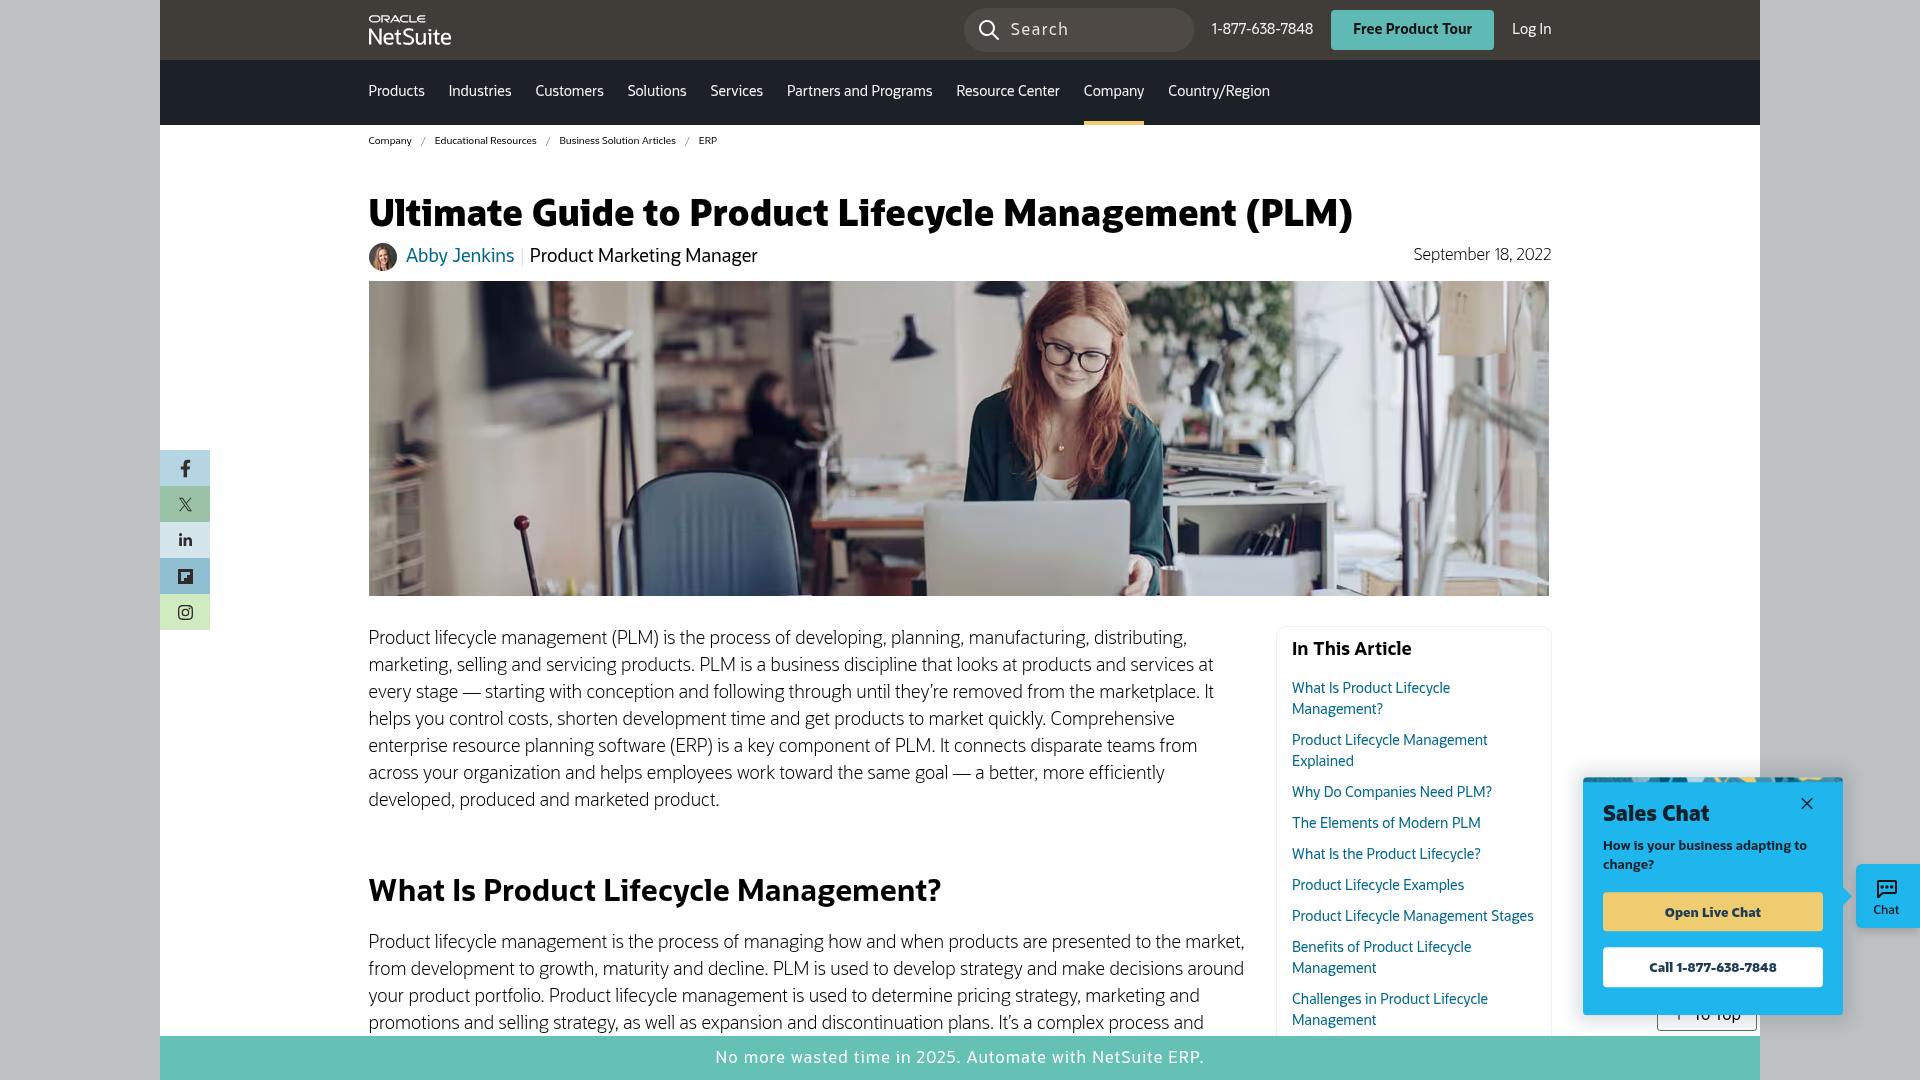 ORACLE
NetSuite
Search
1-877-638-7848
Free Product Tour
Log In
Products
Industries
Customers
Solutions
Services
Partners and Programs
Resource Center
Company
Country/Region
Company / Educational Resources / Business Solution Articles / ERP
Ultimate Guide to Product Lifecycle Management (PLM)
Abby Jenkins | Product Marketing Manager
September 18, 2022
Product lifecycle management (PLM) is the process of developing, planning, manufacturing, distributing,
marketing, selling and servicing products. PLM is a business discipline that looks at products and services at
every stage — starting with conception and following through until they’re removed from the marketplace. It
helps you control costs, shorten development time and get products to market quickly. Comprehensive
enterprise resource planning software (ERP) is a key component of PLM. It connects disparate teams from
across your organization and helps employees work toward the same goal — a better, more efficiently
developed, produced and marketed product.
What Is Product Lifecycle Management?
Product lifecycle management is the process of managing how and when products are presented to the market,
from development to growth, maturity and decline. PLM is used to develop strategy and make decisions around
your product portfolio. Product lifecycle management is used to determine pricing strategy, marketing and
promotions and selling strategy, as well as expansion and discontinuation plans. It’s a complex process and
In This Article
What Is Product Lifecycle
Management?
Product Lifecycle Management
Explained
Why Do Companies Need PLM?
The Elements of Modern PLM
What Is the Product Lifecycle?
Product Lifecycle Examples
Product Lifecycle Management Stages
Benefits of Product Lifecycle
Management
Challenges in Product Lifecycle
Management
Sales Chat
How is your business adapting to
change?
Open Live Chat
Call 1-877-638-7848
Chat
To Top
No more wasted time in 2025. Automate with NetSuite ERP.